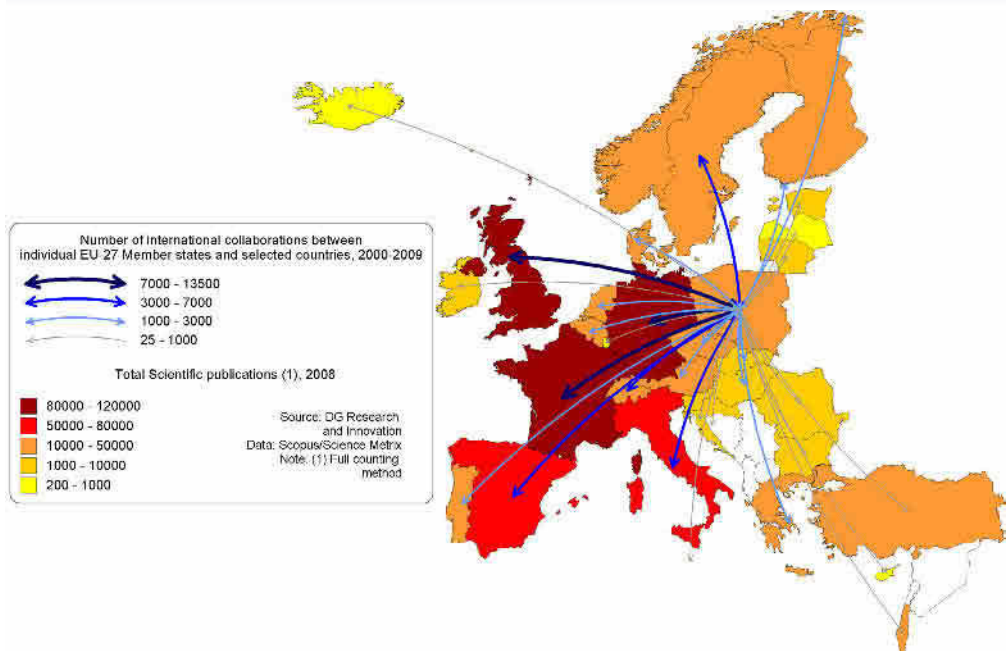 Number of international collaborations between
individual EU 27 Member states and selected countries, 2000-2009
7000 - 13500
3000 - 7000
1000 - 3000
25 - 1000
Total Scientific publications (1), 2008
80000 - 120000
50000 - 80000
10000 - 50000
1000 - 10000
200 - 1000
Source: DG Research
and Innovation
Data: Scopus/Science Metrix
Note: (1) Full counting
method